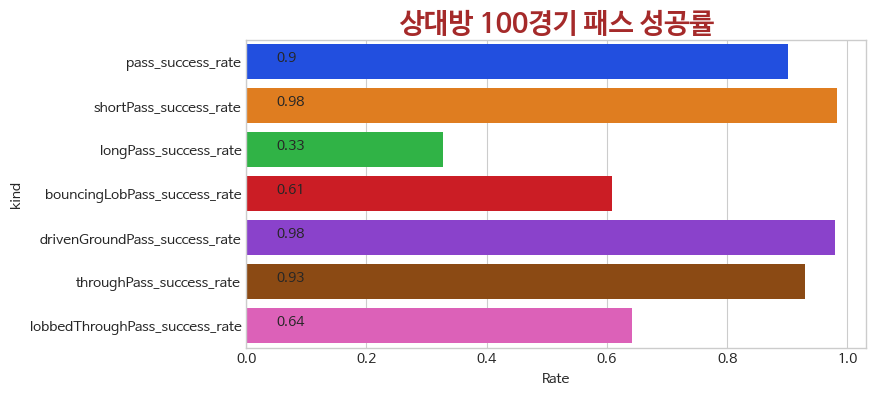 상대방 100경기 패스 성공률
kind
pass_success_rate 0.9
shortPass_success_rate 0.98
longPass_success_rate 0.33
bouncingLobPass_success_rate 0.61
drivenGroundPass_success_rate 0.98
throughPass_success_rate 0.93
lobbedThroughPass_success_rate 0.64
0.0 0.2 0.4 0.6 0.8 1.0
Rate